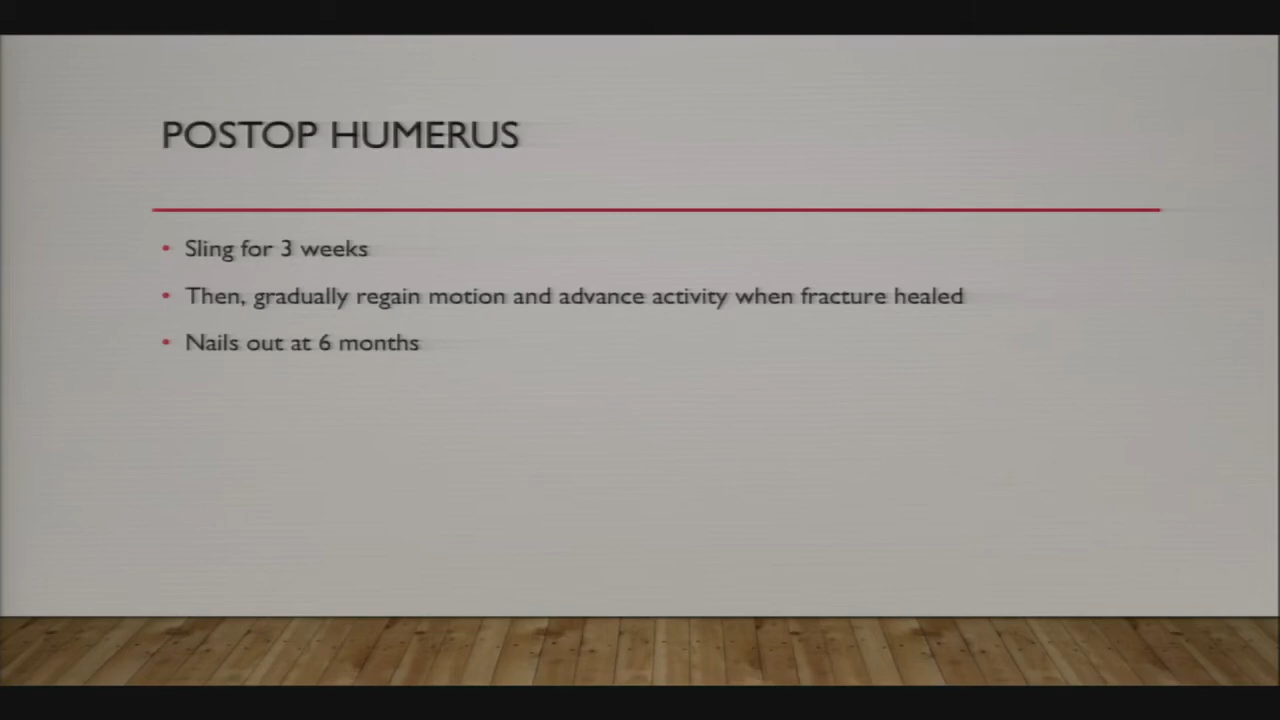 POSTOP HUMERUS
• Sling for 3 weeks
• Then, gradually regain motion and advance activity when fracture healed
• Nails out at 6 months